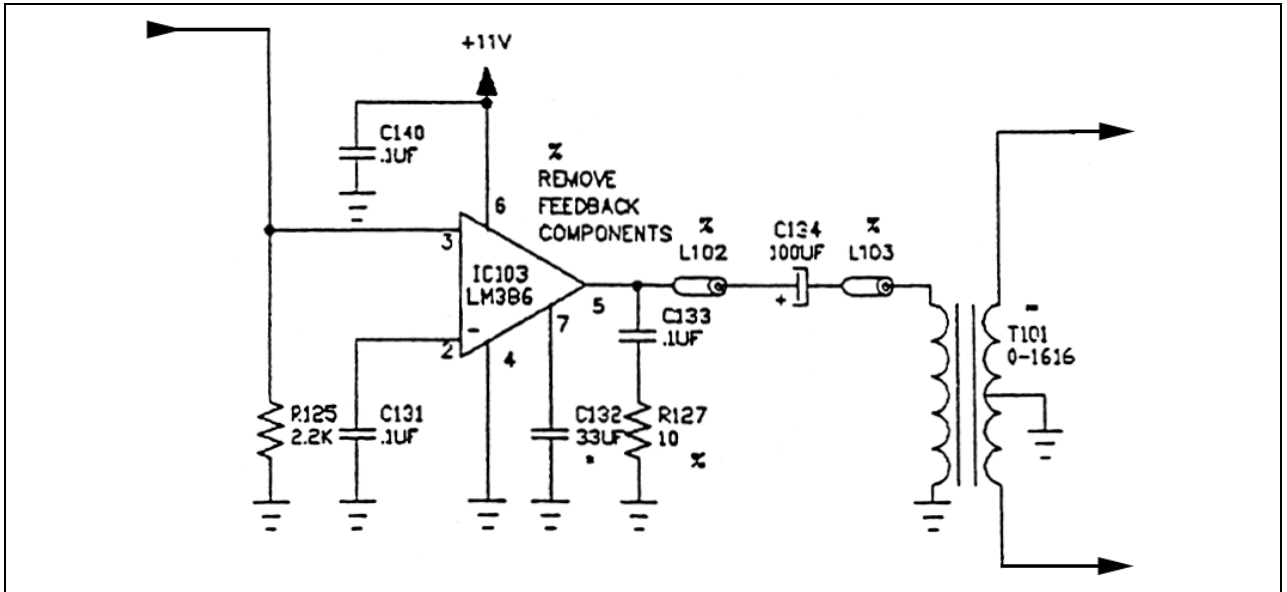 +11V
C140
.1UF
%
REMOVE
FEEDBACK
COMPONENTS
6
3
IC103
LM386
-
2
4
7
5
%
L102
C134
100UF
+
%
L103
C133
.1UF
T101
0-1616
R125
2.2K
C131
.1UF
C132
33UF
*
R127
10
%